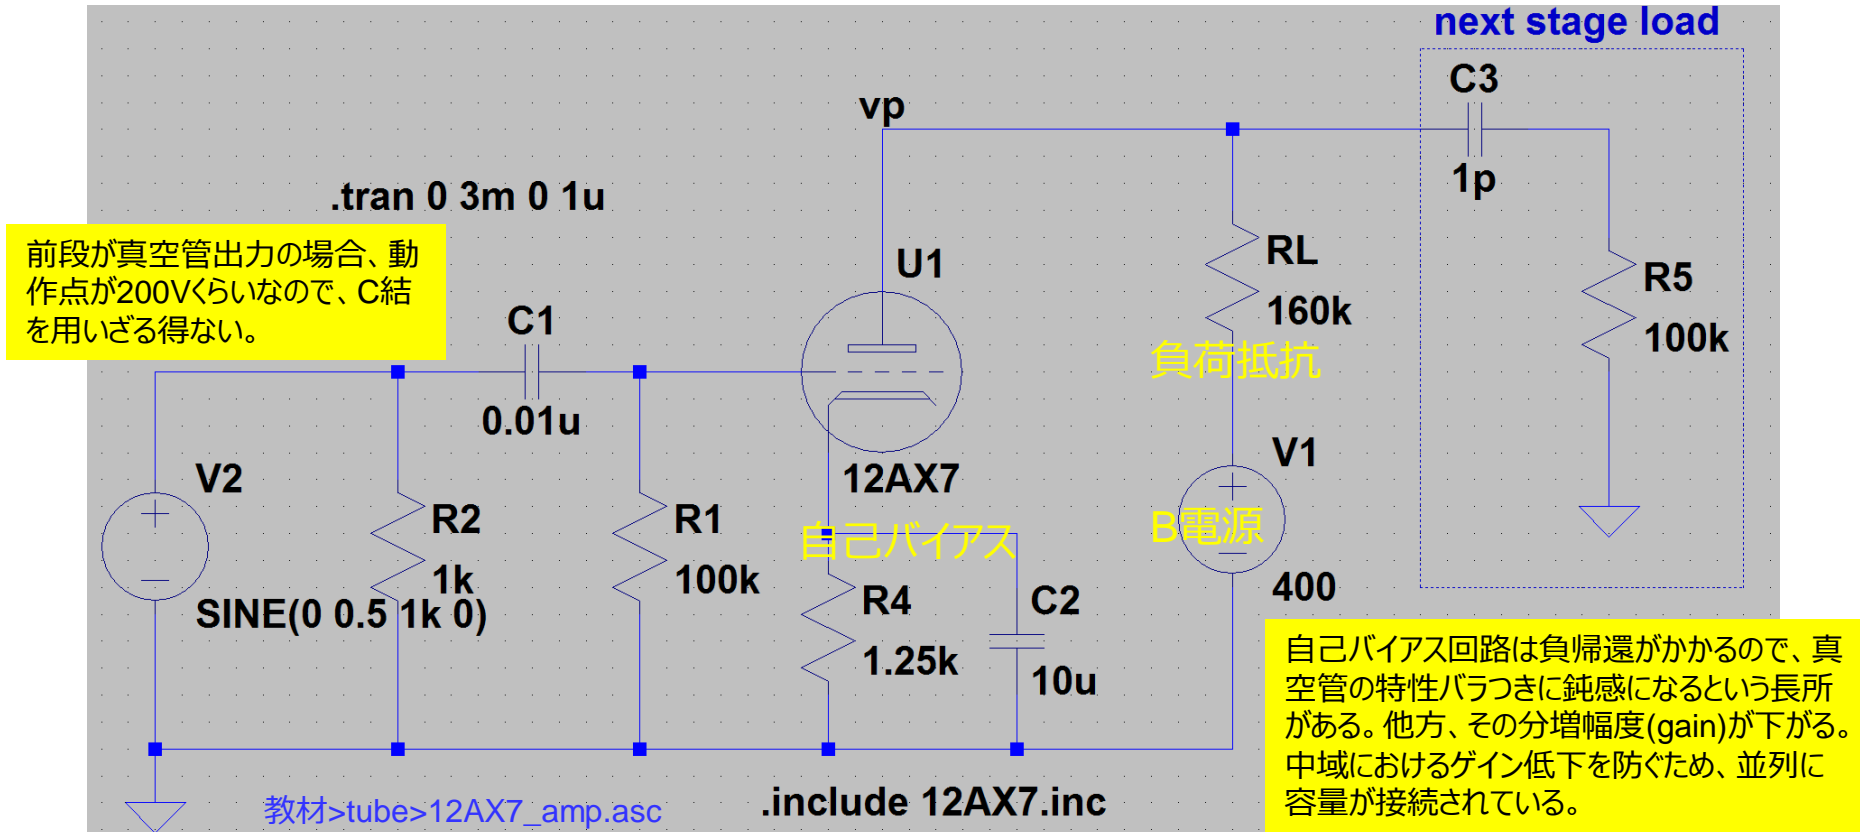 next stage load
C3
1p
vp
.tran 0 3m 0 1u
前段が真空管出力の場合、動
作点が200Vくらいなので、C結
を用いざる得ない。
U1
RL
160k
負荷抵抗
R5
100k
C1
0.01u
12AX7
V1
B電源
400
V2
SINE(0 0.5 1k 0)
R2
1k
R1
100k
自己バイアス
R4
1.25k
C2
10u
自己バイアス回路は負帰還がかかるので、真
空管の特性バラつきに鈍感になるという長所
がある。他方、その分増幅度(gain)が下がる。
中域におけるゲイン低下を防ぐため、並列に
容量が接続されている。
教材>tube>12AX7_amp.asc
.include 12AX7.inc